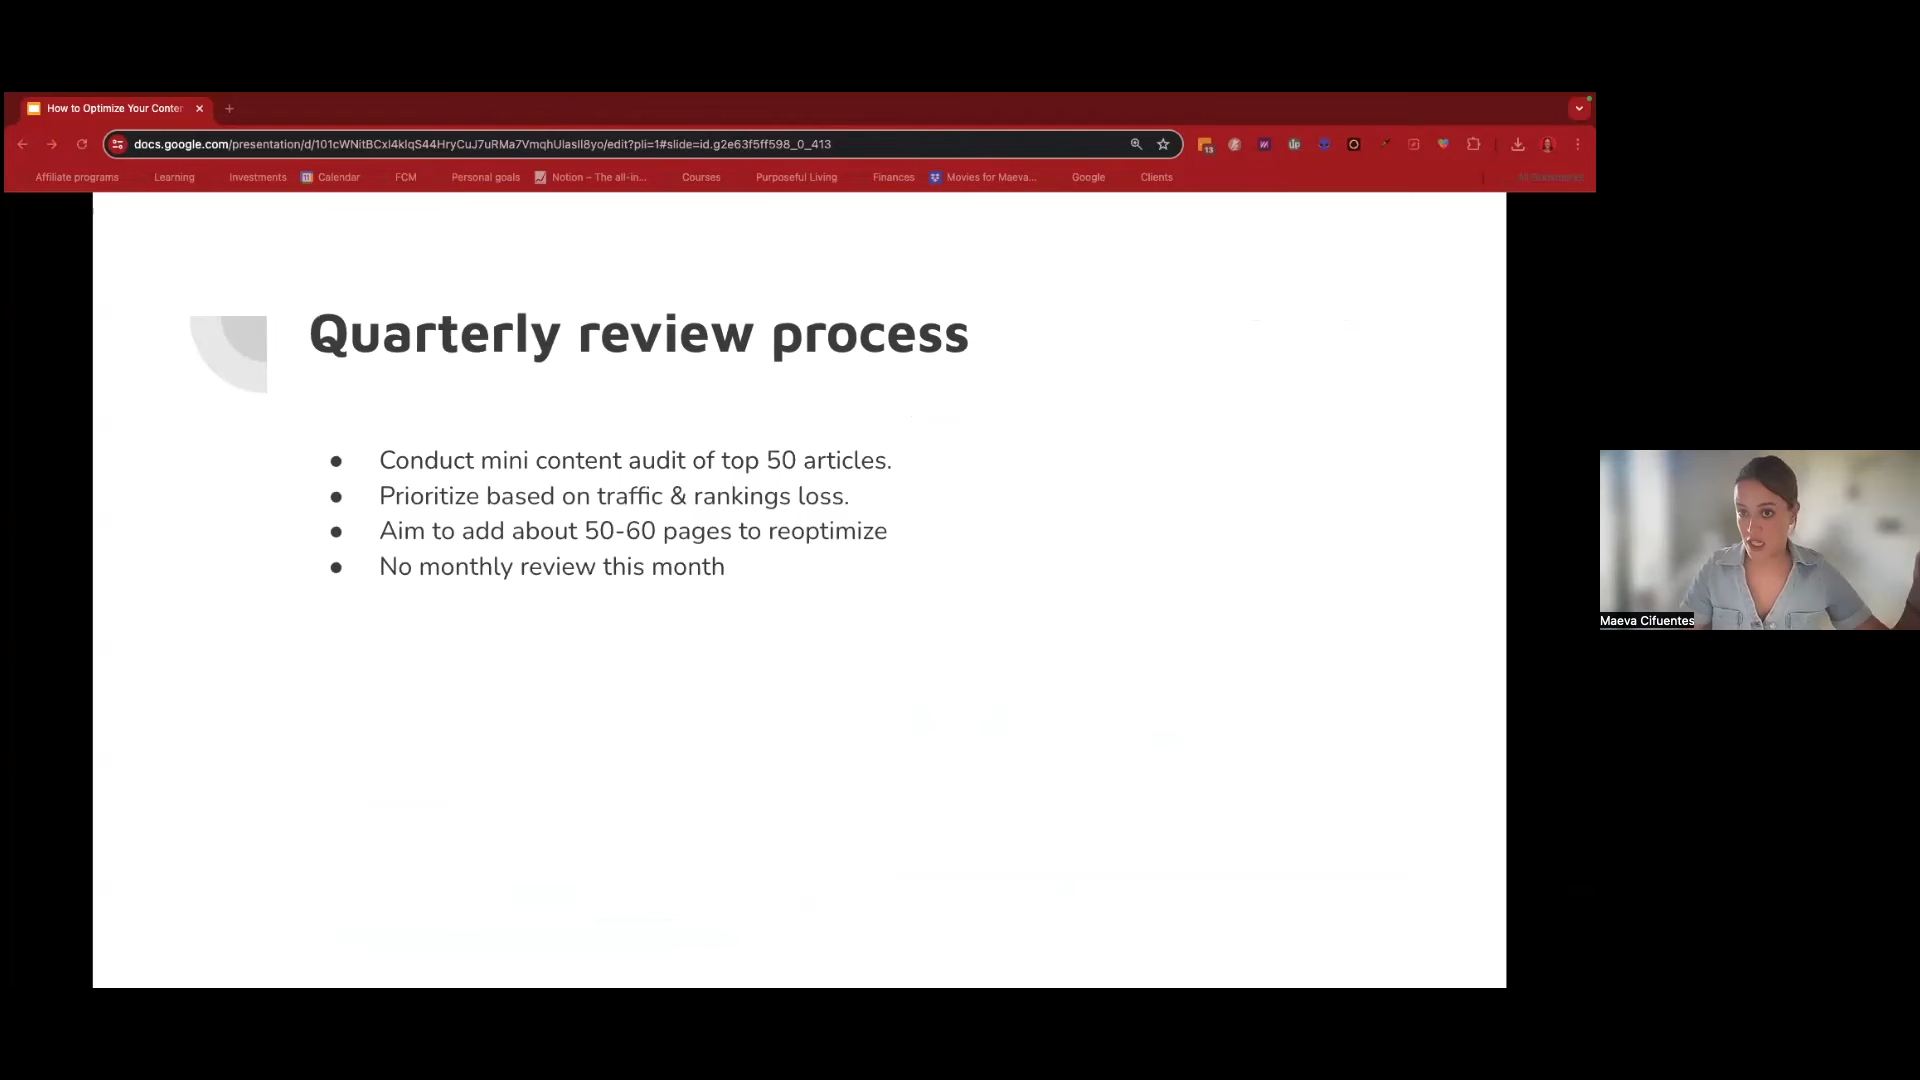 How to Optimize Your Conten
docs.google.com/presentation/d/101cWNitBCxI4kIqS44HryCuJ7uRMa7VmqhUIasII8yo/edit?pli=1#slide=id.g2e63f5ff598_0_413
13
Affiliate programs Learning Investments Calendar FCM Personal goals Notion – The all-in... Courses Purposeful Living Finances Movies for Maeva... Google Clients
Quarterly review process
● Conduct mini content audit of top 50 articles.
● Prioritize based on traffic & rankings loss.
● Aim to add about 50-60 pages to reoptimize
● No monthly review this month
Maeva Cifuentes